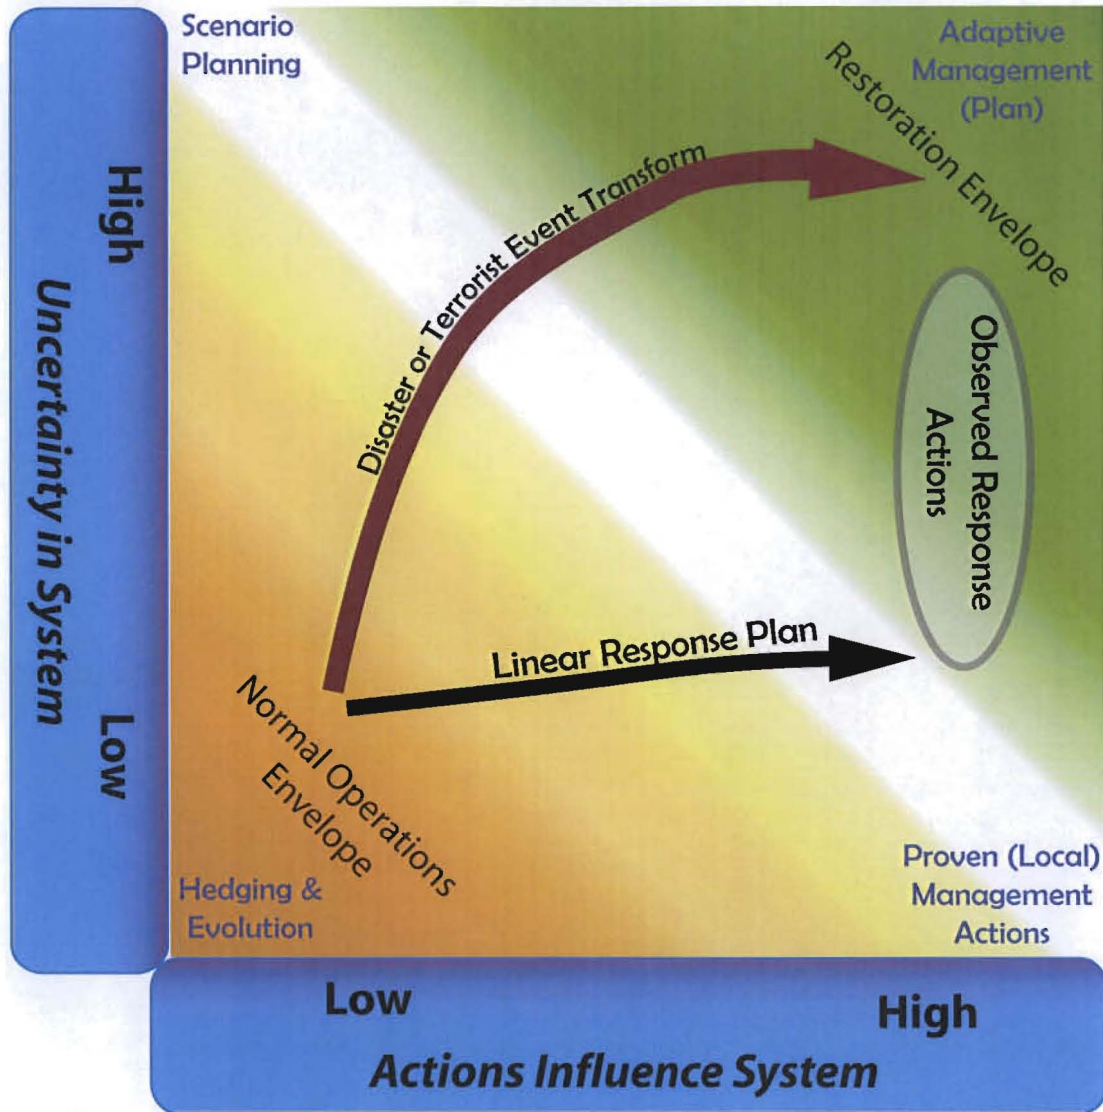 Scenario
Planning
Adaptive
Management
(Plan)
Restoration Envelope
Disaster or Terrorist Event Transform
High
Uncertainty in System
Low
Observed Response
Actions
Linear Response Plan
Normal Operations
Envelope
Hedging &
Evolution
Proven (Local)
Management
Actions
Low
High
Actions Influence System